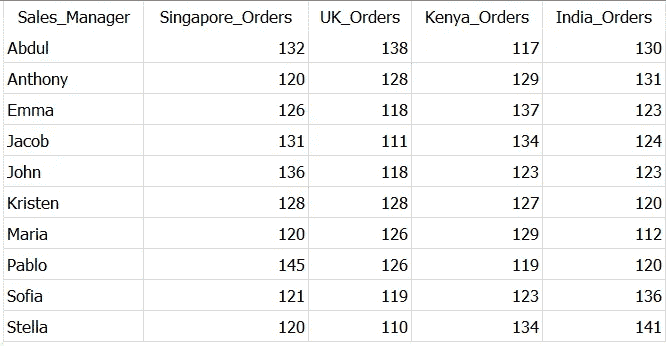 Sales_Manager Singapore_Orders UK_Orders Kenya_Orders India_Orders
Abdul 132 138 117 130
Anthony 120 128 129 131
Emma 126 118 137 123
Jacob 131 111 134 124
John 136 118 123 123
Kristen 128 128 127 120
Maria 120 126 129 112
Pablo 145 126 119 120
Sofia 121 119 123 136
Stella 120 110 134 141